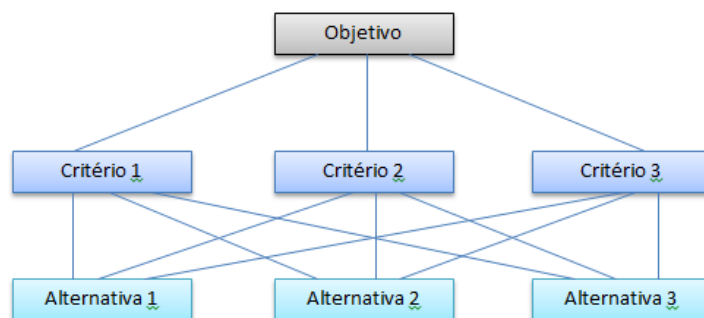 Objetivo
Critério 1
Critério 2
Critério 3
Alternativa 1
Alternativa 2
Alternativa 3